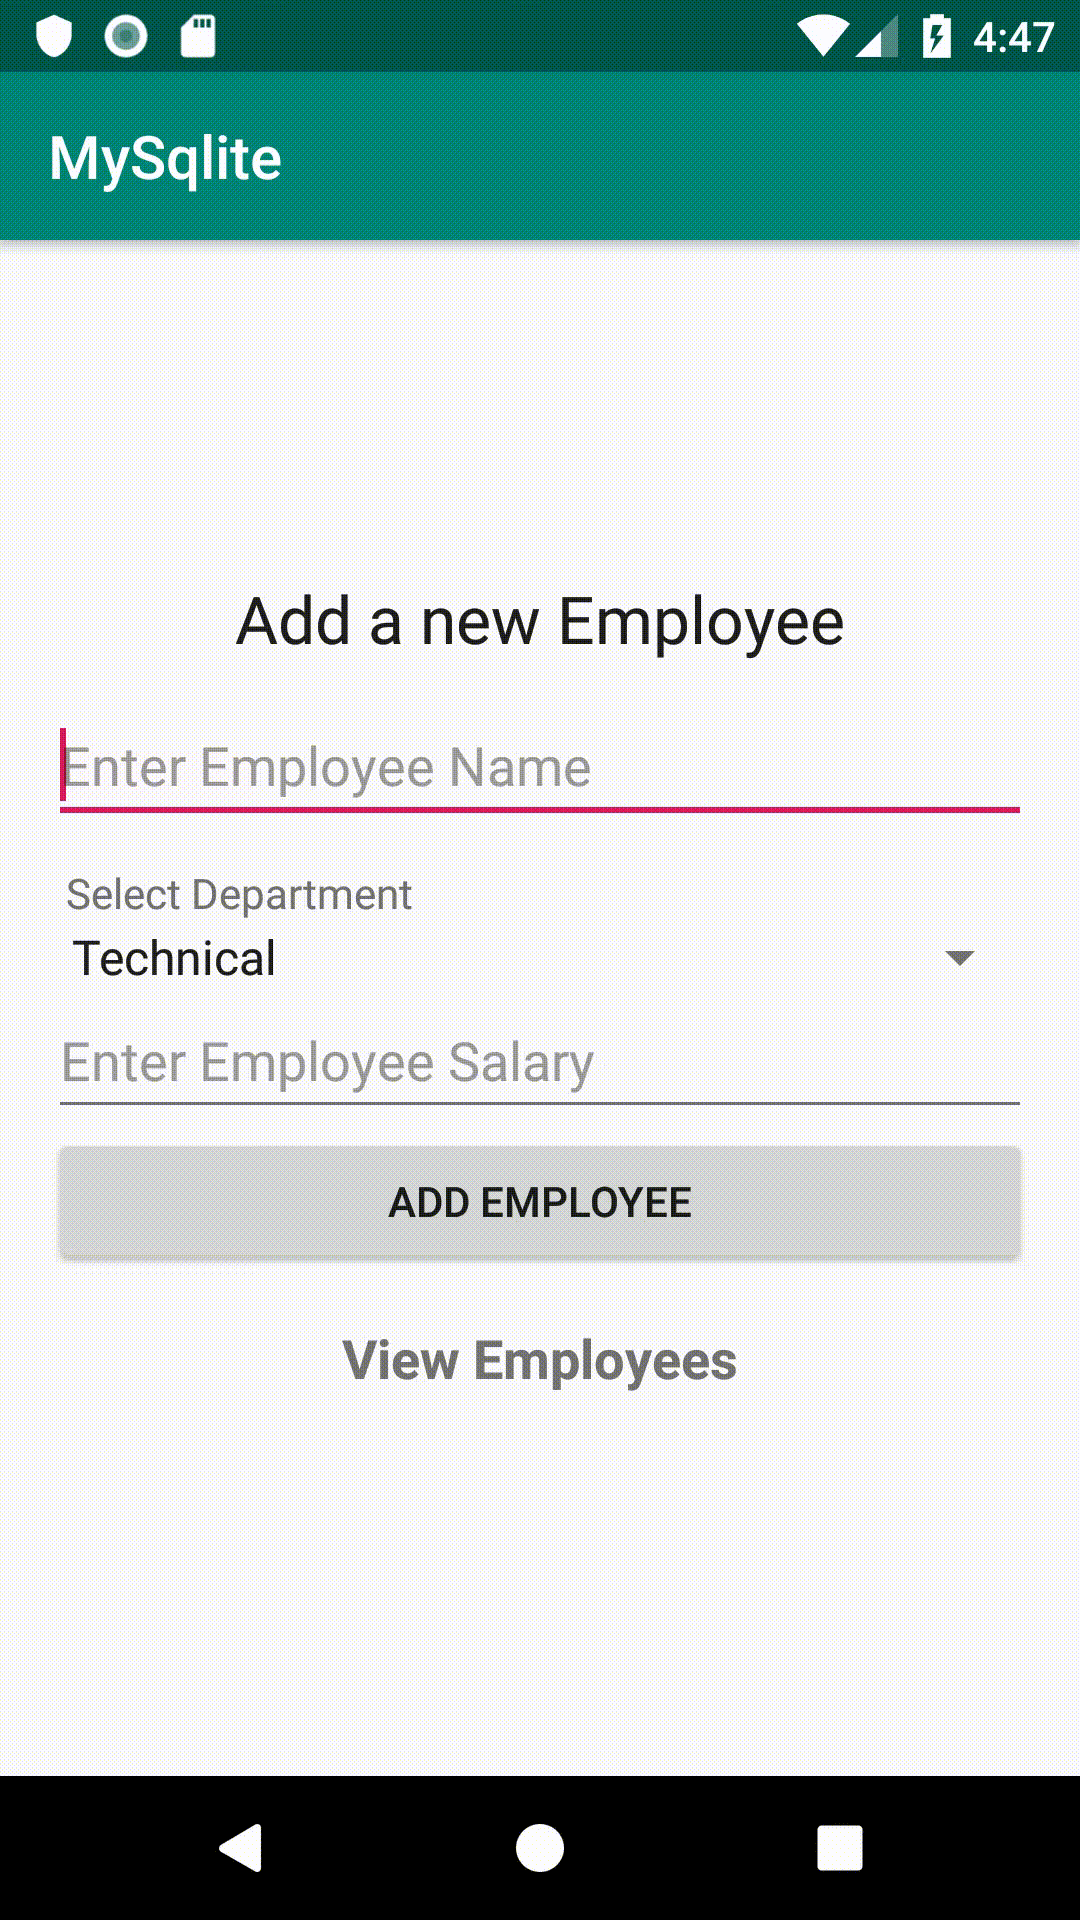 4:47
MySqlite
Add a new Employee
Enter Employee Name
Select Department
Technical
Enter Employee Salary
ADD EMPLOYEE
View Employees